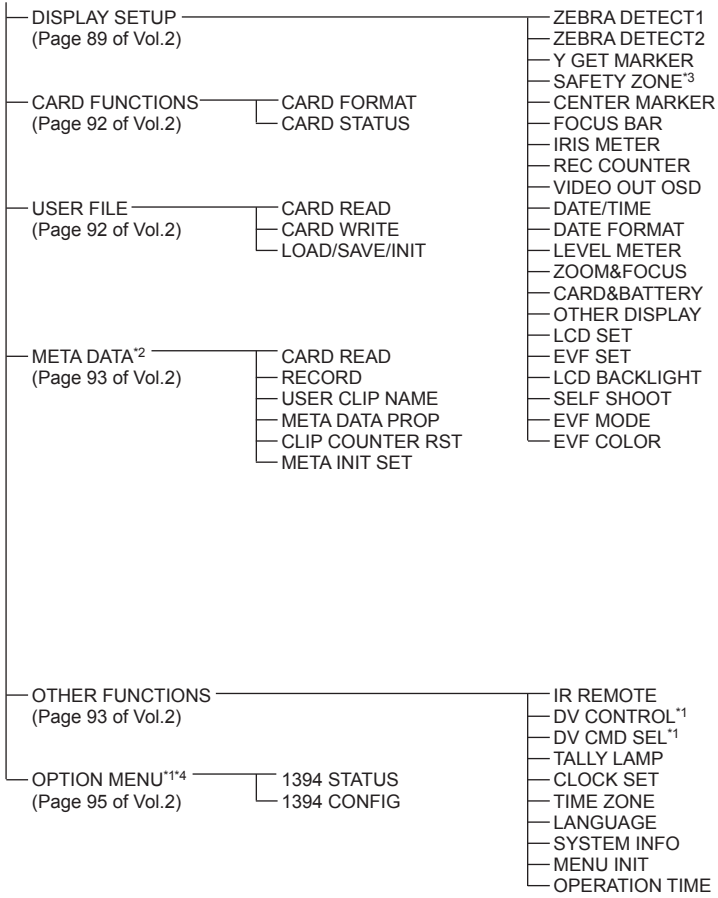 DISPLAY SETUP
(Page 89 of Vol.2)
ZEBRA DETECT1
ZEBRA DETECT2
Y GET MARKER
SAFETY ZONE*3
CENTER MARKER
FOCUS BAR
IRIS METER
REC COUNTER
VIDEO OUT OSD
DATE/TIME
DATE FORMAT
LEVEL METER
ZOOM&FOCUS
CARD&BATTERY
OTHER DISPLAY
LCD SET
EVF SET
LCD BACKLIGHT
SELF SHOOT
EVF MODE
EVF COLOR
CARD FUNCTIONS
(Page 92 of Vol.2)
CARD FORMAT
CARD STATUS
USER FILE
(Page 92 of Vol.2)
CARD READ
CARD WRITE
LOAD/SAVE/INIT
META DATA*2
(Page 93 of Vol.2)
CARD READ
RECORD
USER CLIP NAME
META DATA PROP
CLIP COUNTER RST
META INIT SET
OTHER FUNCTIONS
(Page 93 of Vol.2)
IR REMOTE
DV CONTROL*1
DV CMD SEL*1
TALLY LAMP
CLOCK SET
TIME ZONE
LANGUAGE
SYSTEM INFO
MENU INIT
OPERATION TIME
OPTION MENU*1*4
(Page 95 of Vol.2)
1394 STATUS
1394 CONFIG